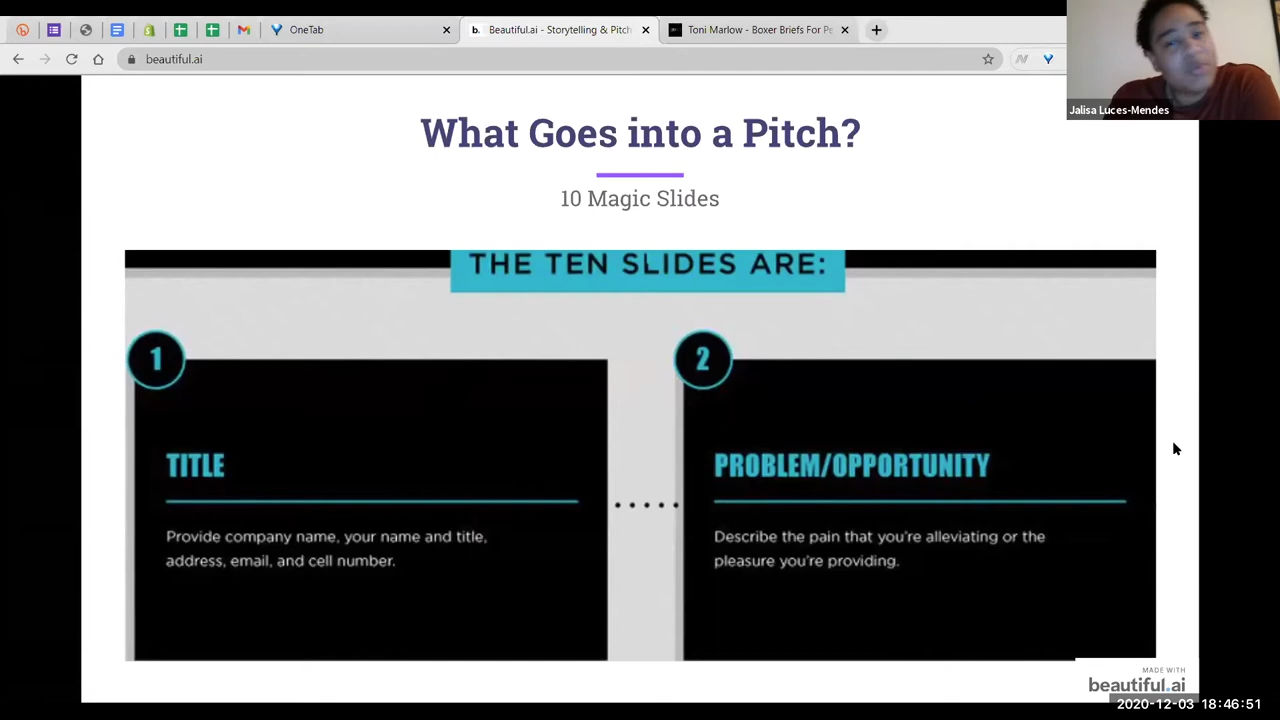 OneTab
Beautiful.ai - Storytelling & Pitch
Toni Marlow - Boxer Briefs For Pe
beautiful.ai
Jalisa Luces-Mendes
What Goes into a Pitch?
10 Magic Slides
THE TEN SLIDES ARE:
1
2
TITLE
PROBLEM/OPPORTUNITY
Provide company name, your name and title,
address, email, and cell number.
Describe the pain that you're alleviating or the
pleasure you're providing.
MADE WITH
beautiful.ai
2020-12-03 18:46:51